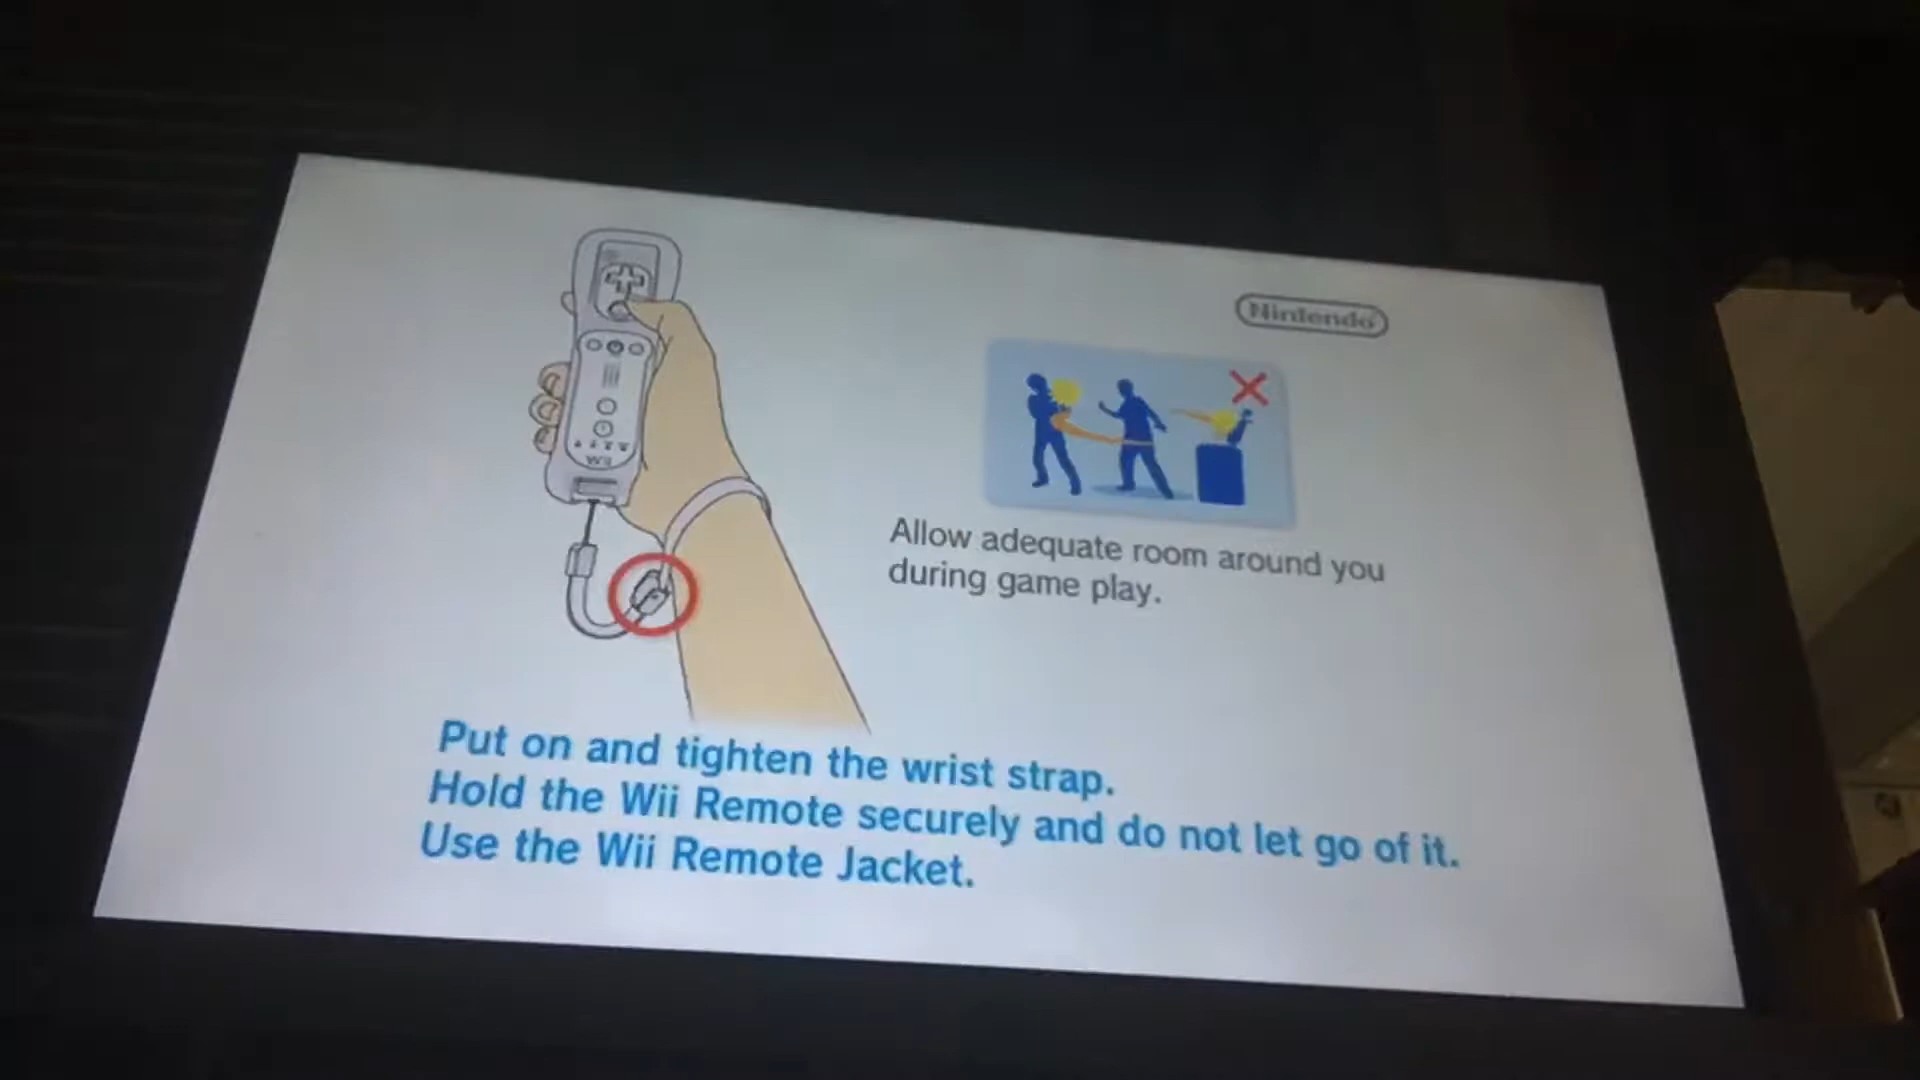 Nintendo
Wii
Allow adequate room around you
during game play.
Put on and tighten the wrist strap.
Hold the Wii Remote securely and do not let go of it.
Use the Wii Remote Jacket.